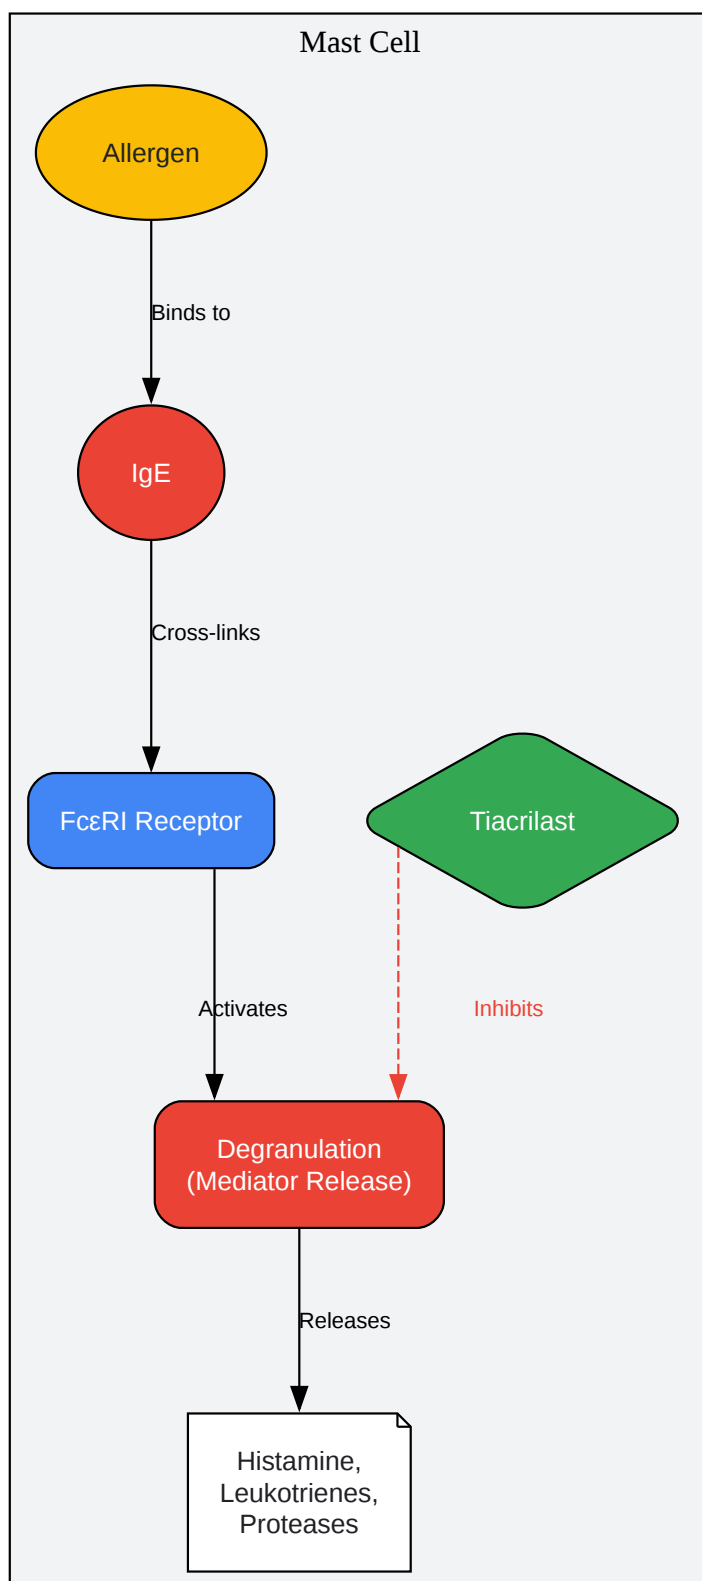 Mast Cell
Allergen
Binds to
IgE
Cross-links
FcεRI Receptor
Tiacrilast
Activates
Inhibits
Degranulation
(Mediator Release)
Releases
Histamine,
Leukotrienes,
Proteases